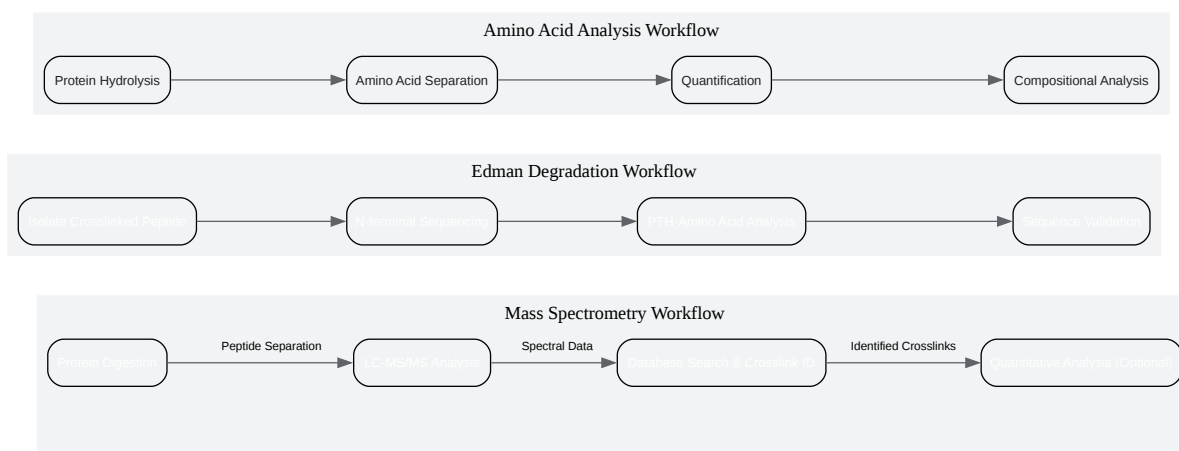 Amino Acid Analysis Workflow
Protein Hydrolysis
Amino Acid Separation
Quantification
Compositional Analysis
Edman Degradation Workflow
Isolate Crosslinked Peptide
N-terminal Sequencing
PTH-Amino Acid Analysis
Sequence Validation
Mass Spectrometry Workflow
Protein Digestion
Peptide Separation
LC-MS/MS Analysis
Spectral Data
Database Search & Crosslink ID
Identified Crosslinks
Quantitative Analysis (Optional)